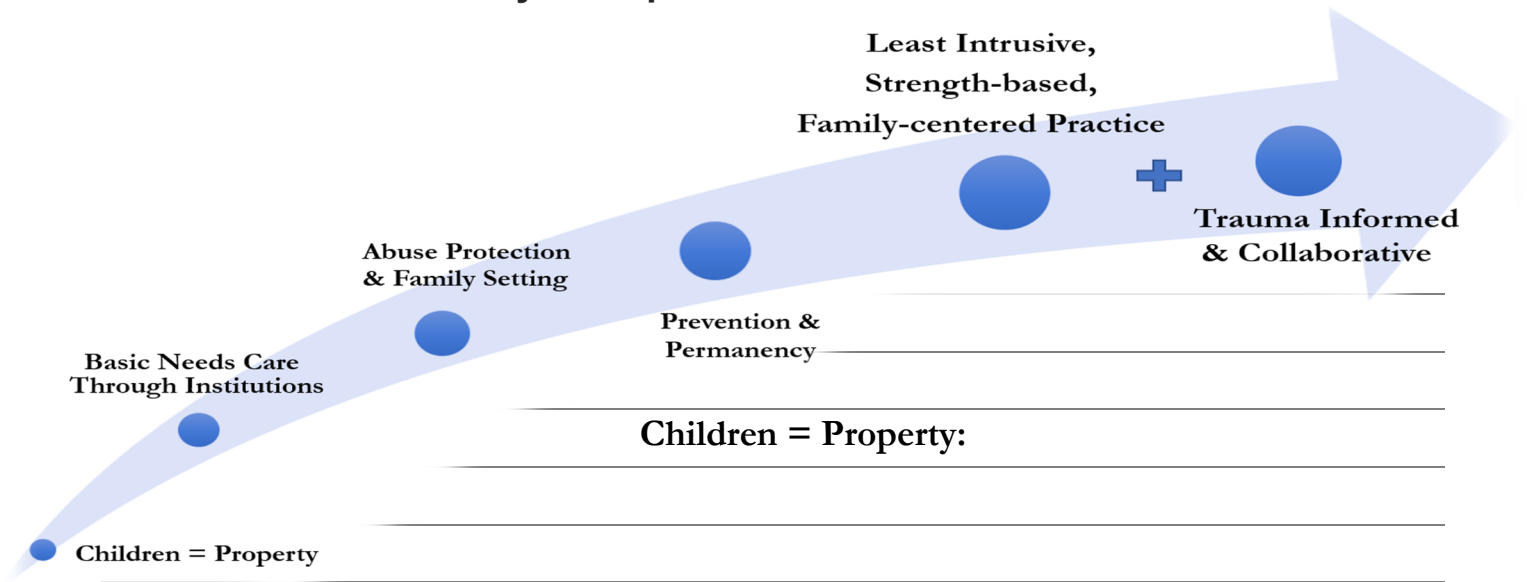 Least Intrusive,
Strength-based,
Family-centered Practice
Trauma Informed
& Collaborative
Abuse Protection
& Family Setting
Prevention &
Permanency
Basic Needs Care
Through Institutions
Children = Property:
Children = Property